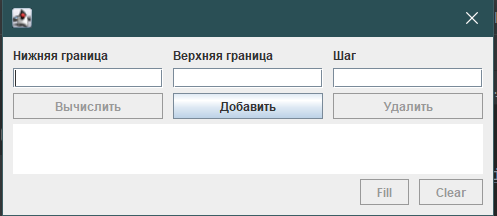 Нижняя граница Верхняя граница Шаг
Вычислить Добавить Удалить
Fill Clear